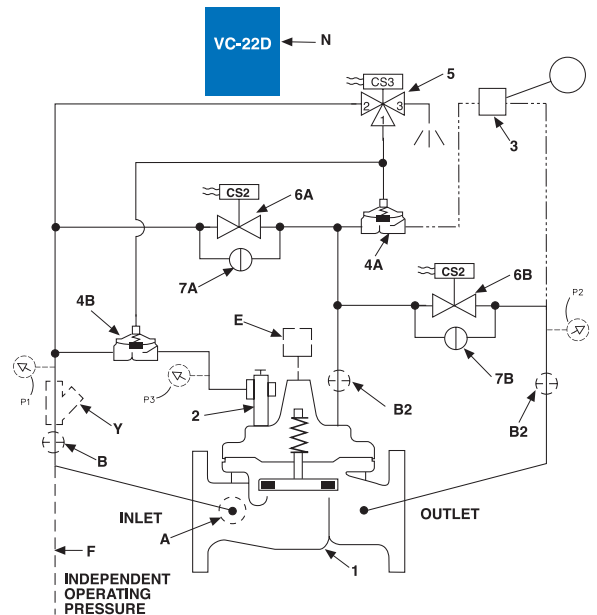 VC-22D
N
CS3
5
2
3
1
3
CS2
6A
4A
7A
CS2
6B
P2
4B
E
7B
P1
P3
2
B2
B2
Y
B
INLET
OUTLET
A
F
1
INDEPENDENT
OPERATING
PRESSURE